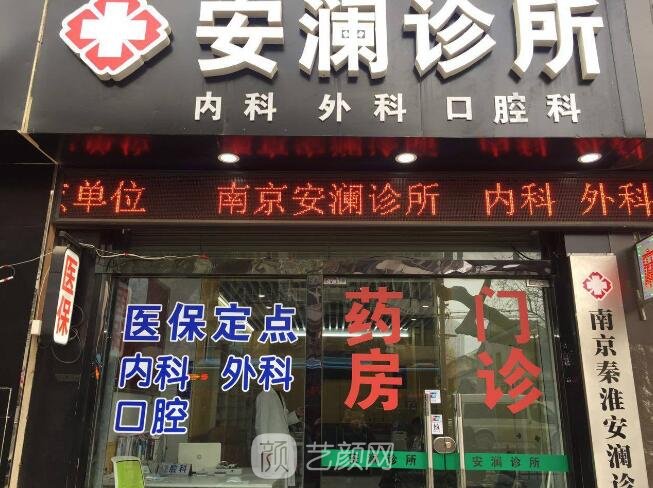 安澜诊所
内科 外科 口腔科
单位 南京安澜诊所 内科 外科
医保
医保定点
内科 外科
口腔
药房
门诊
南京秦淮安澜诊
安澜诊所
颜艺颜网